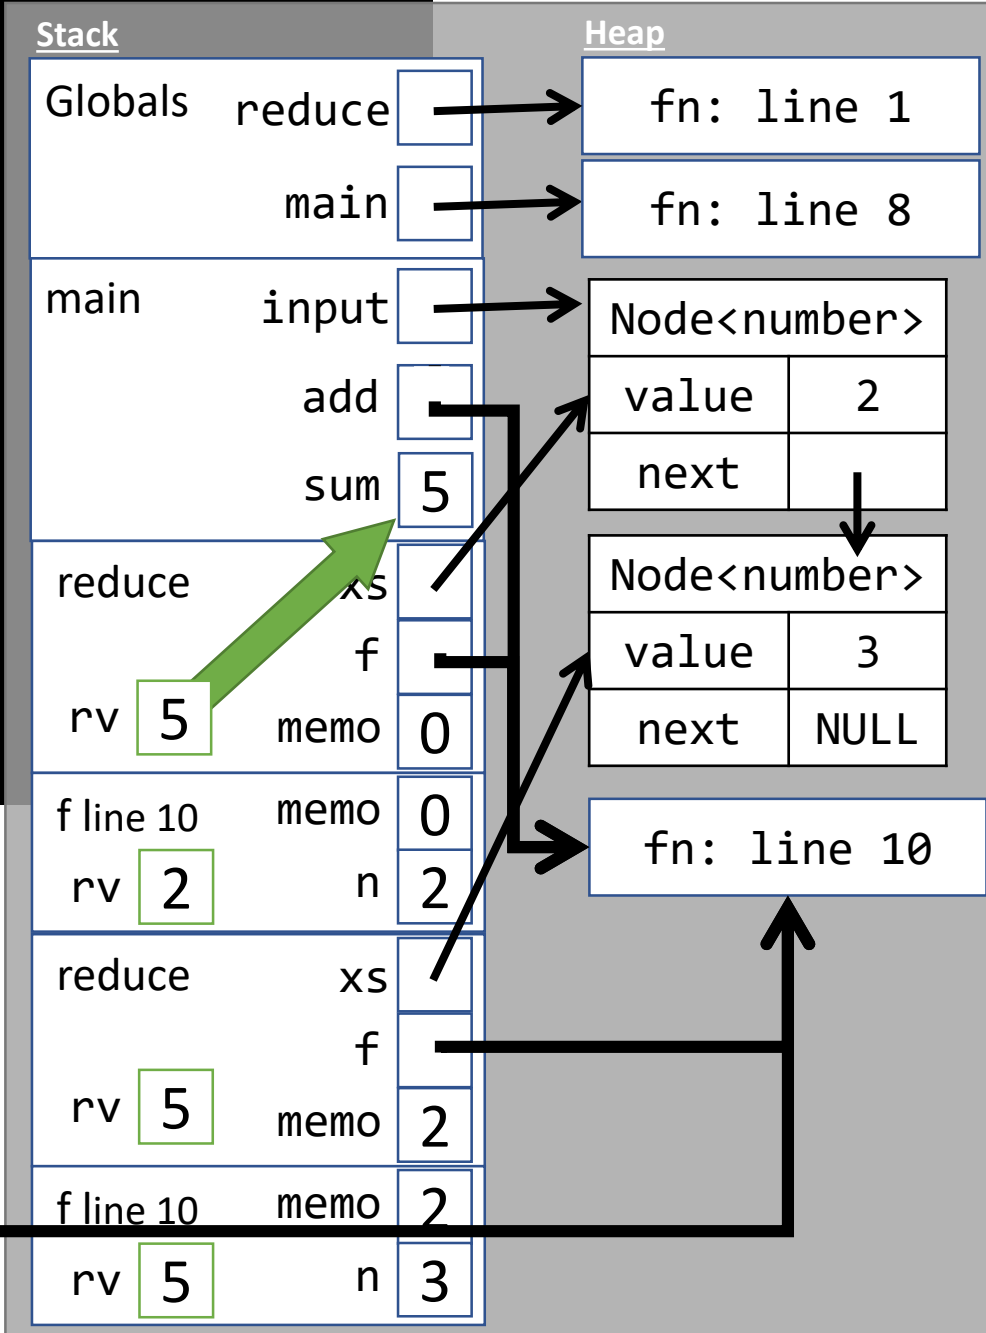 Stack Heap
Globals reduce fn: line 1
main fn: line 8
main input Node<number>
add value 2
sum 5 next
reduce xs Node<number>
f value 3
rv 5 memo 0 next NULL
f line 10 memo 0 fn: line 10
rv 2 n 2
reduce xs
f
rv 5 memo 2
f line 10 memo 2
rv 5 n 3